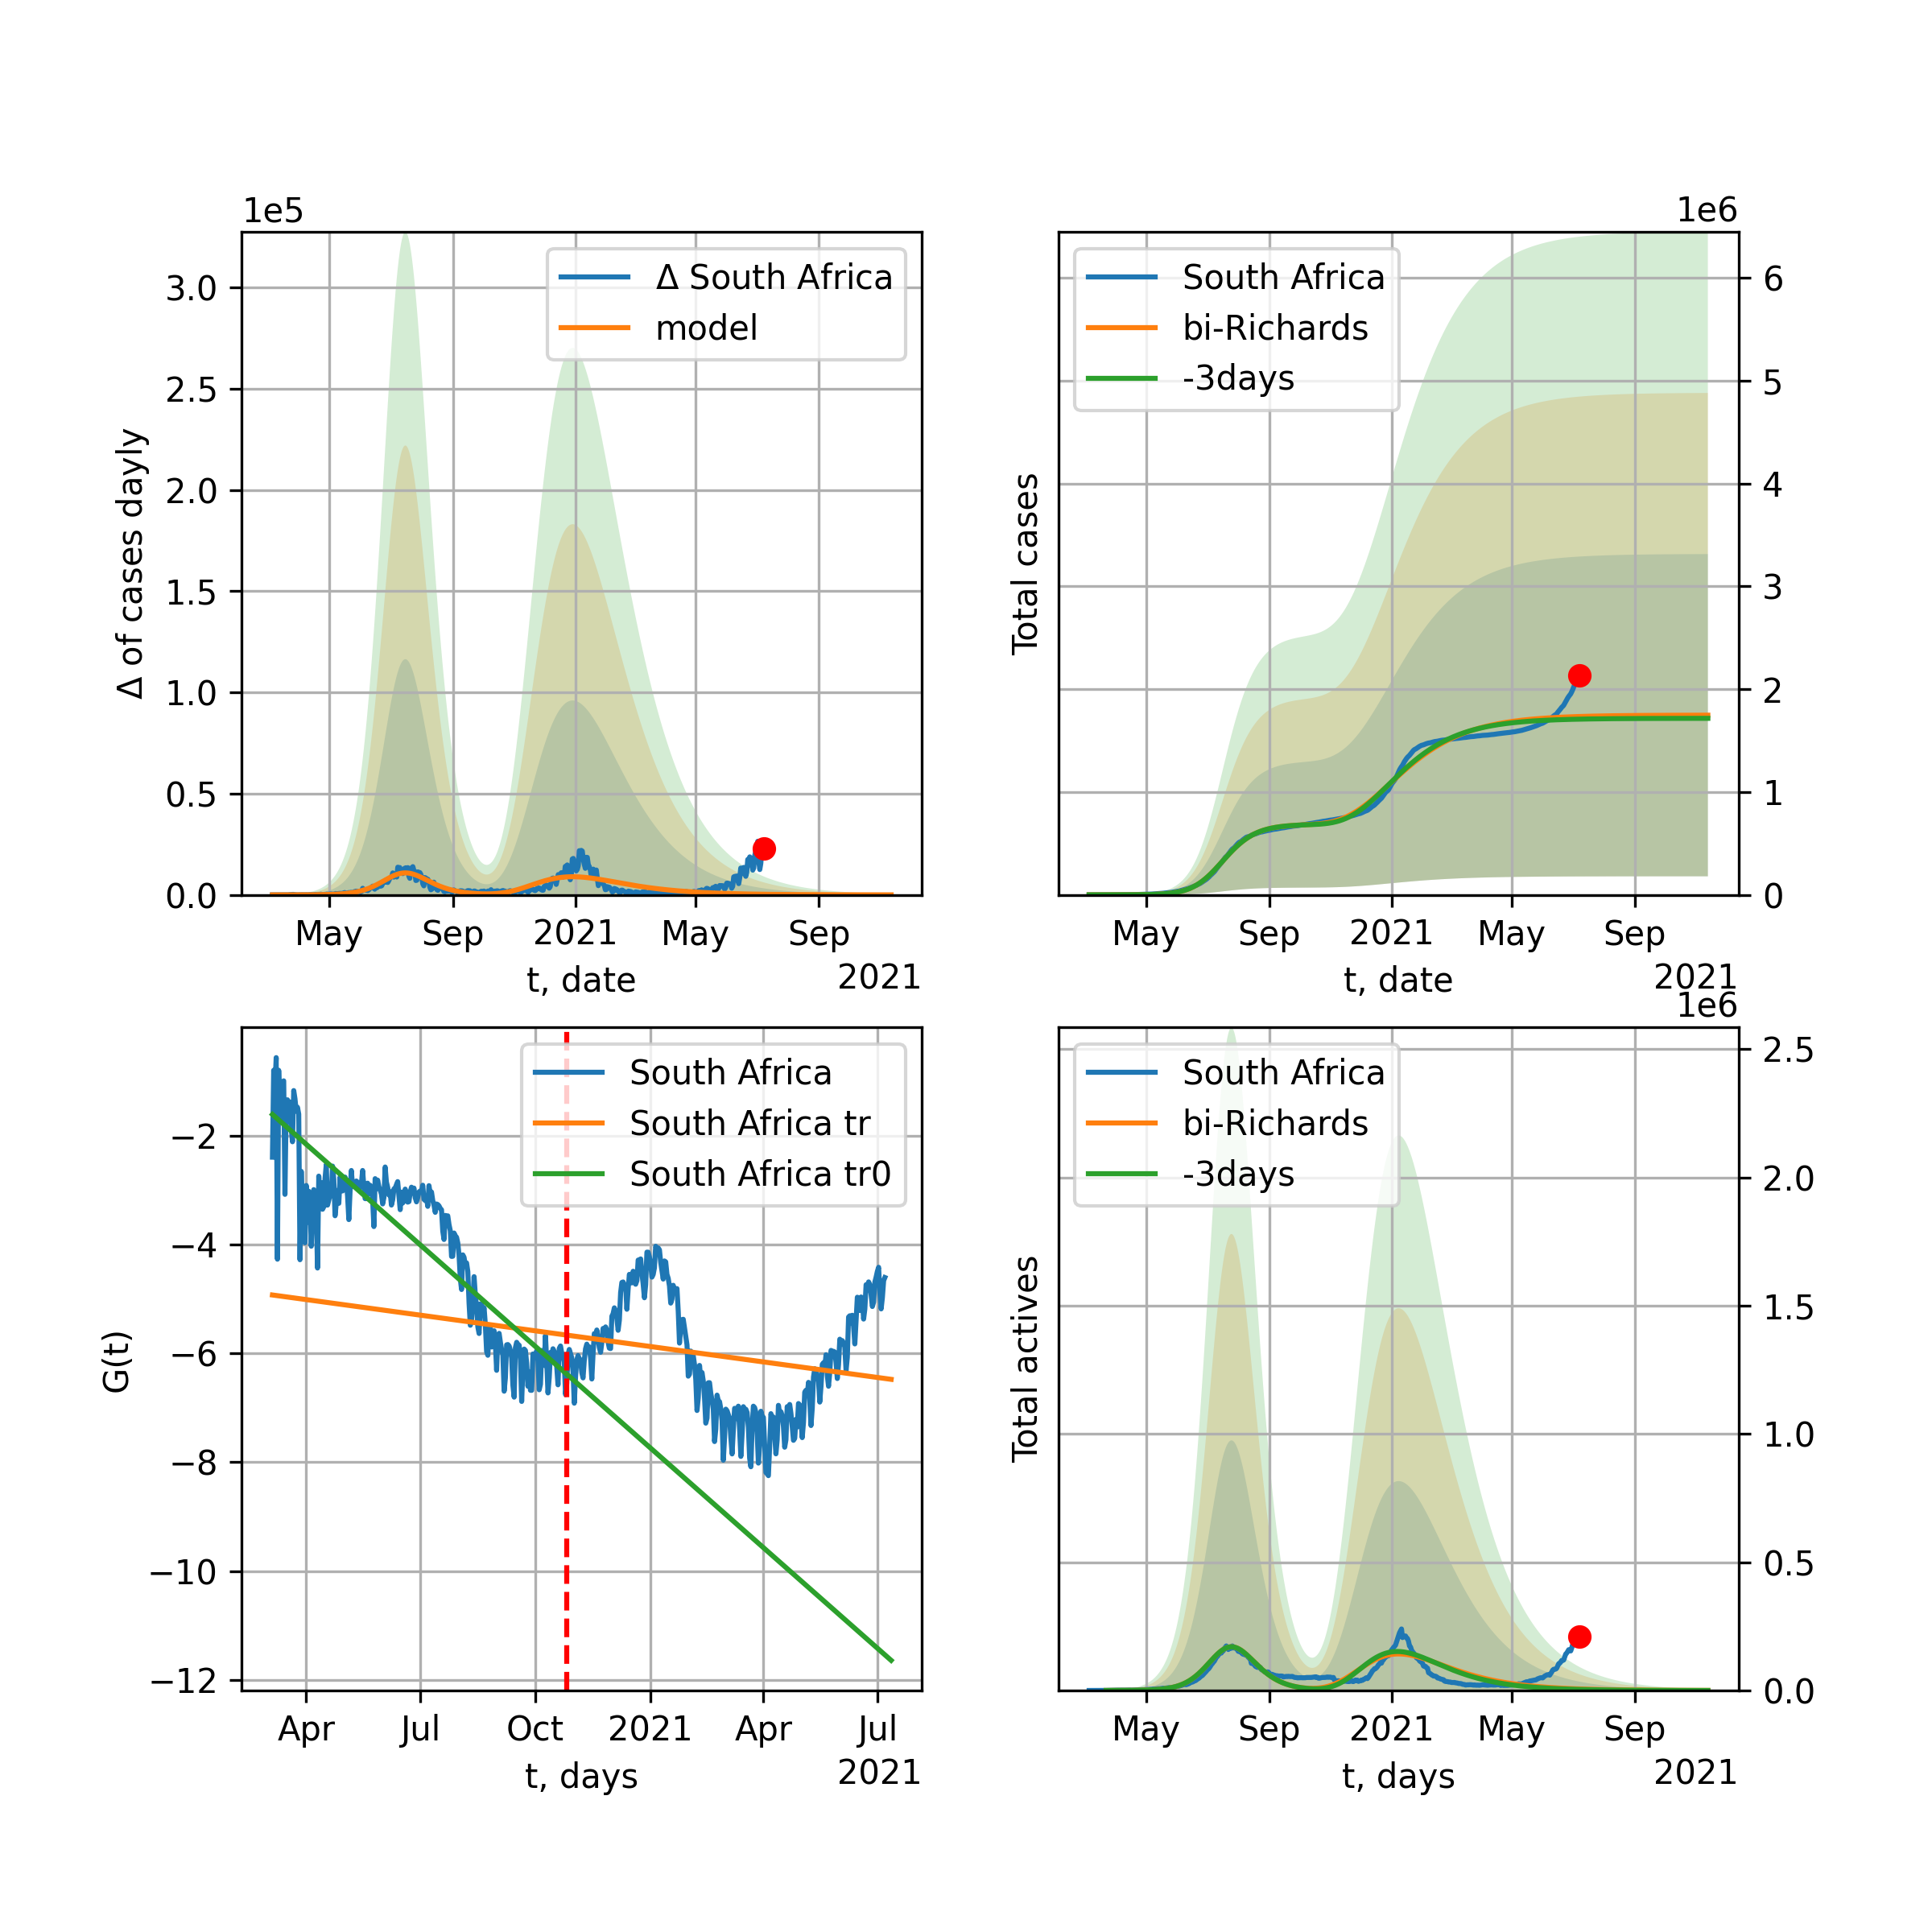 1e5
3.0
2.5
2.0
1.5
1.0
0.5
0.0
Δ of cases dayly
Δ South Africa
model
May Sep 2021 May Sep
t, date
2021
1e6
6
5
4
3
2
1
0
Total cases
South Africa
bi-Richards
-3days
May Sep 2021 May Sep
t, date
2021
−2
−4
−6
−8
−10
−12
G(t)
South Africa
South Africa tr
South Africa tr0
Apr Jul Oct 2021 Apr Jul
t, days
2021
1e6
2.5
2.0
1.5
1.0
0.5
0.0
Total actives
South Africa
bi-Richards
-3days
May Sep 2021 May Sep
t, days
2021